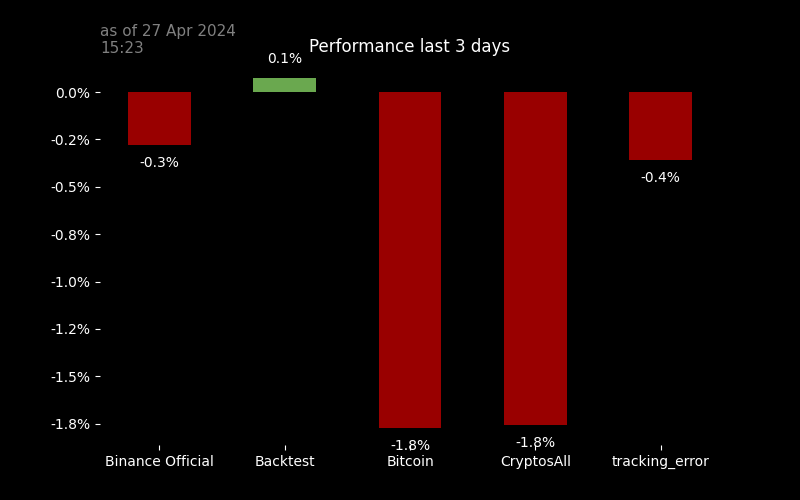 as of 27 Apr 2024
15:23
Performance last 3 days
0.1%
0.0%
-0.2%
-0.3%
-0.4%
-0.5%
-0.8%
-1.0%
-1.2%
-1.5%
-1.8%
-1.8%
-1.8%
Binance Official
Backtest
Bitcoin
CryptosAll
tracking_error